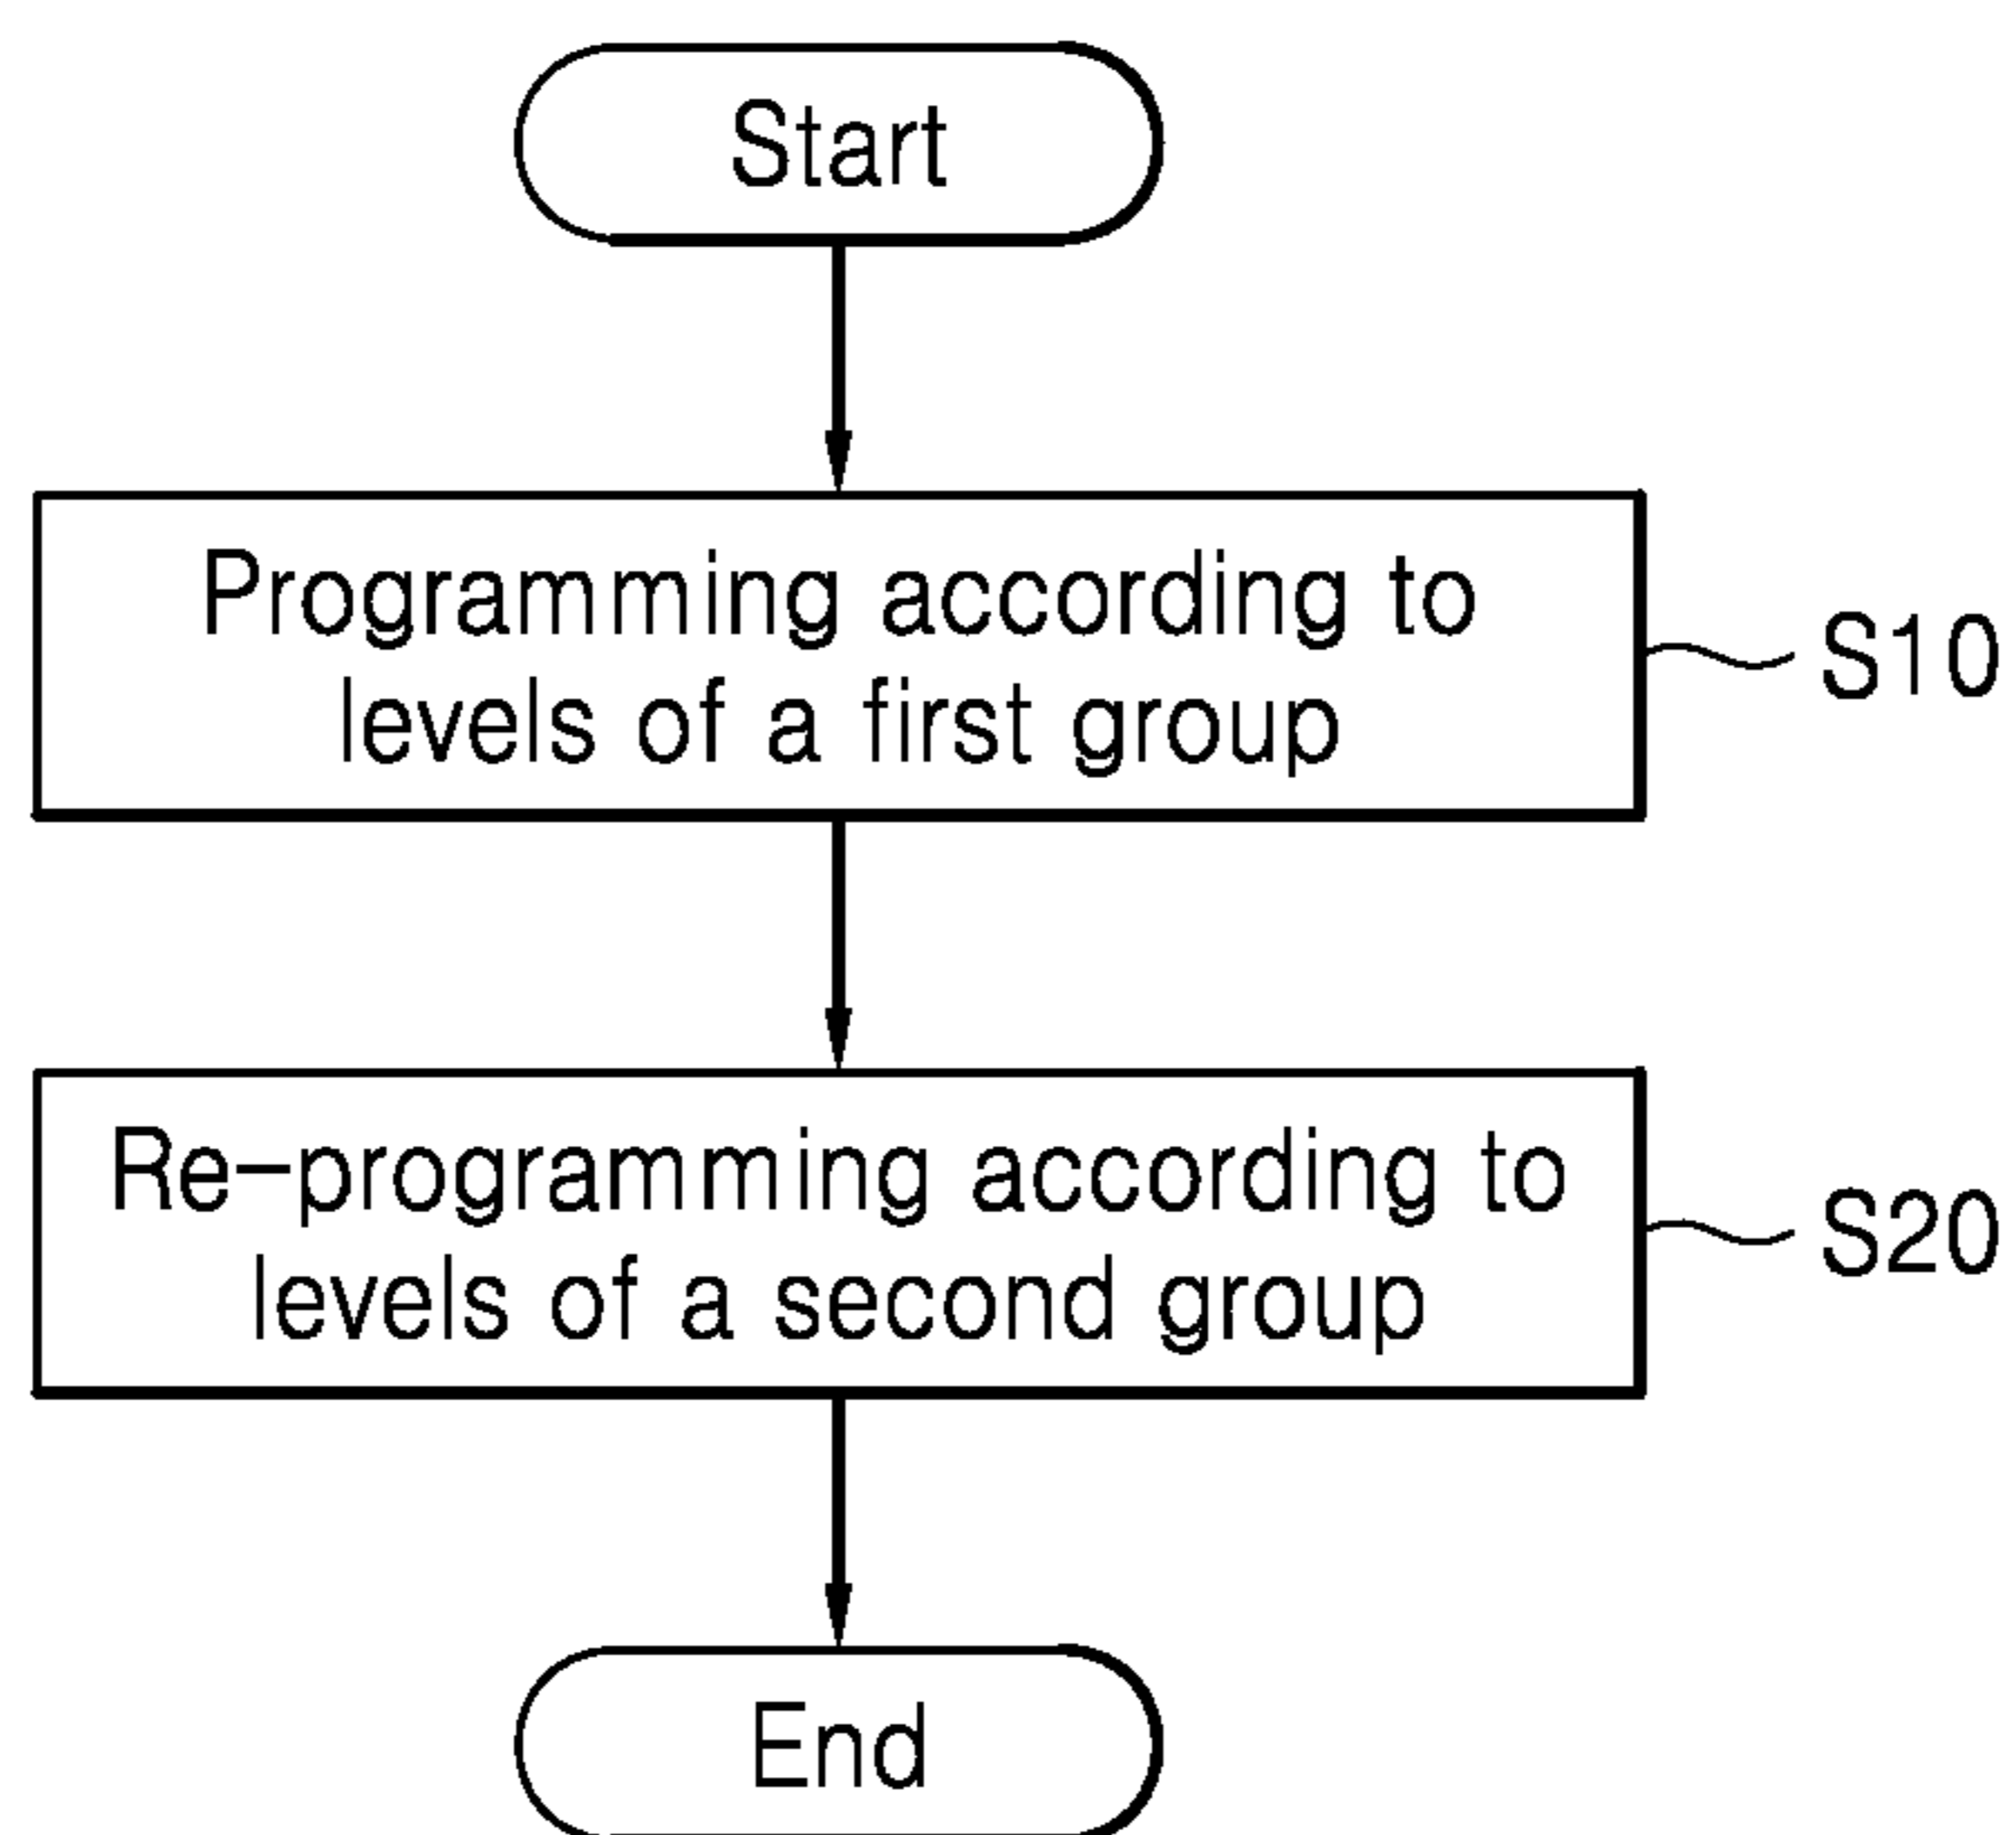 Start
Programming according to
levels of a first group
S10
Re-programming according to
levels of a second group
S20
End